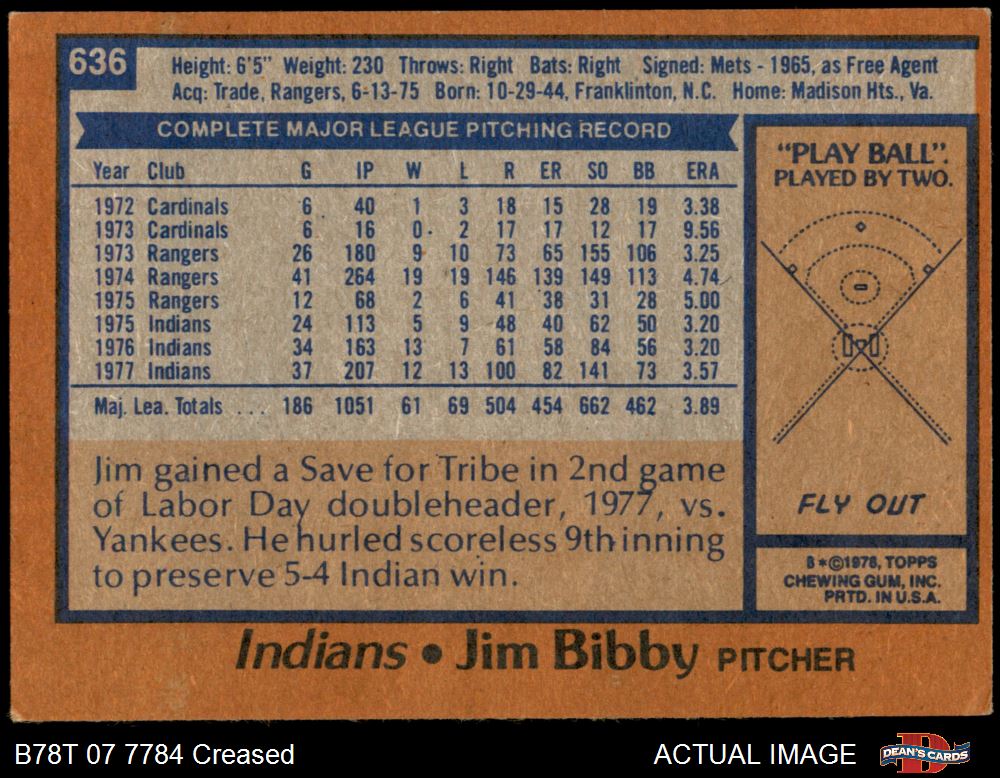 636
Height: 6'5" Weight: 230 Throws: Right Bats: Right Signed: Mets - 1965, as Free Agent
Acq: Trade, Rangers, 6-13-75 Born: 10-29-44, Franklinton, N.C. Home: Madison Hts., Va.
COMPLETE MAJOR LEAGUE PITCHING RECORD
Year Club G IP W L R ER SO BB ERA
1972 Cardinals 6 40 1 3 18 15 28 19 3.38
1973 Cardinals 6 16 0 2 17 17 12 17 9.56
1973 Rangers 26 180 9 10 73 65 155 106 3.25
1974 Rangers 41 264 19 19 146 139 149 113 4.74
1975 Rangers 12 68 2 6 41 38 31 28 5.00
1975 Indians 24 113 5 9 48 40 62 50 3.20
1976 Indians 34 163 13 7 61 58 84 56 3.20
1977 Indians 37 207 12 13 100 82 141 73 3.57
Maj. Lea. Totals ... 186 1051 61 69 504 454 662 462 3.89
Jim gained a Save for Tribe in 2nd game
of Labor Day doubleheader, 1977, vs.
Yankees. He hurled scoreless 9th inning
to preserve 5-4 Indian win.
"PLAY BALL".
PLAYED BY TWO.
FLY OUT
B*©1978, TOPPS
CHEWING GUM, INC.
PRTD. IN U.S.A.
Indians • Jim Bibby PITCHER
B78T 07 7784 Creased
ACTUAL IMAGE
D
DEAN'S CARDS